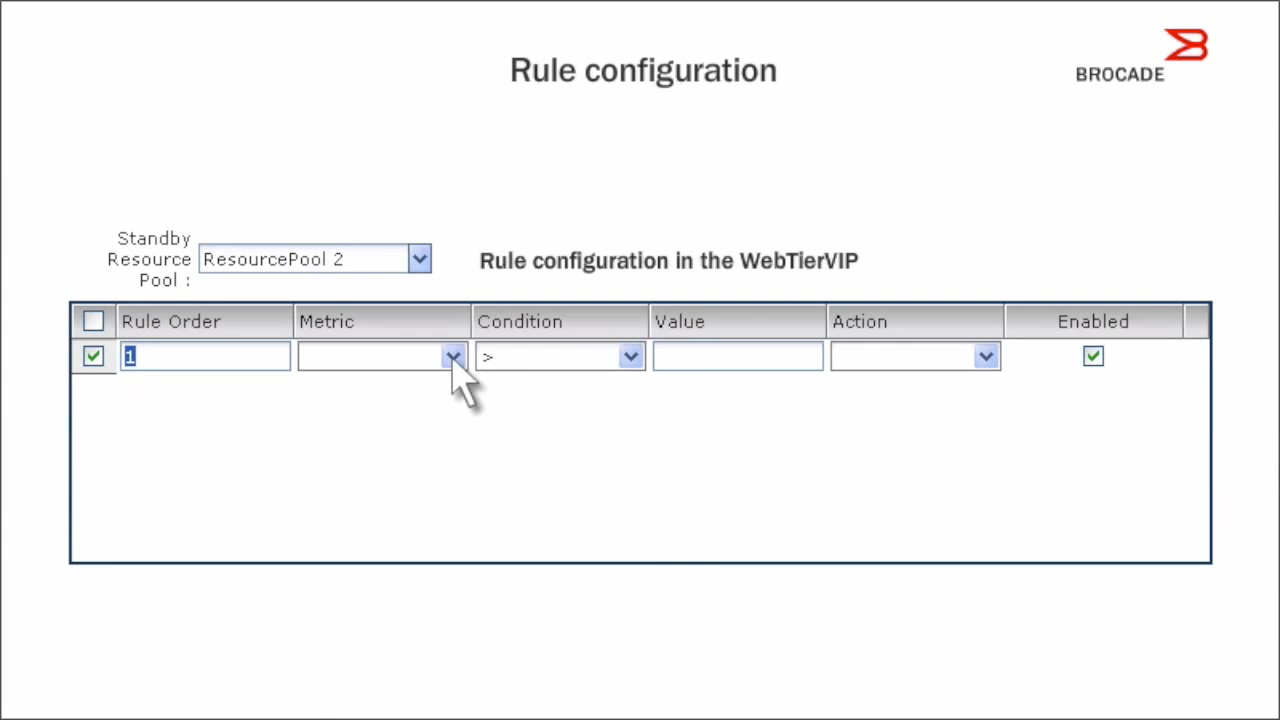 Rule configuration
BROCADE
Standby
Resource
Pool :
ResourcePool 2
Rule configuration in the WebTierVIP
Rule Order Metric Condition Value Action Enabled
1 >